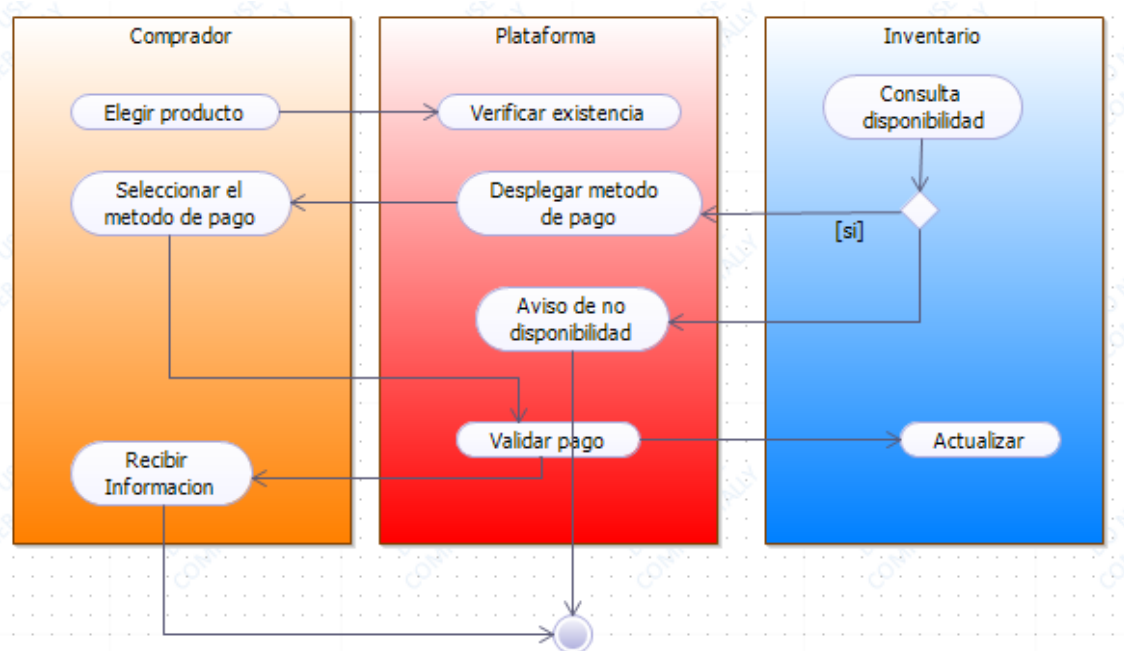 Comprador
Plataforma
Inventario
Elegir producto
Verificar existencia
Consulta
disponibilidad
Seleccionar el
metodo de pago
Desplegar metodo
de pago
[si]
Aviso de no
disponibilidad
Validar pago
Actualizar
Recibir
Informacion